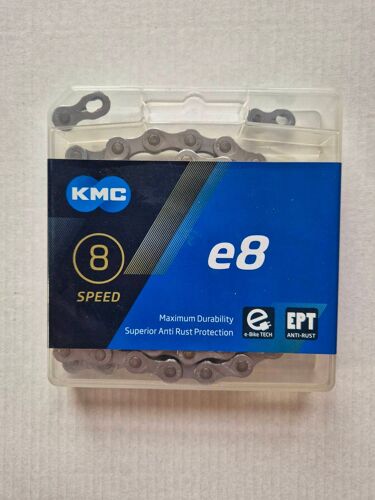 KMC
8
SPEED
e8
Maximum Durability
Superior Anti Rust Protection
e
e-Bike TECH
EPT
ANTI-RUST